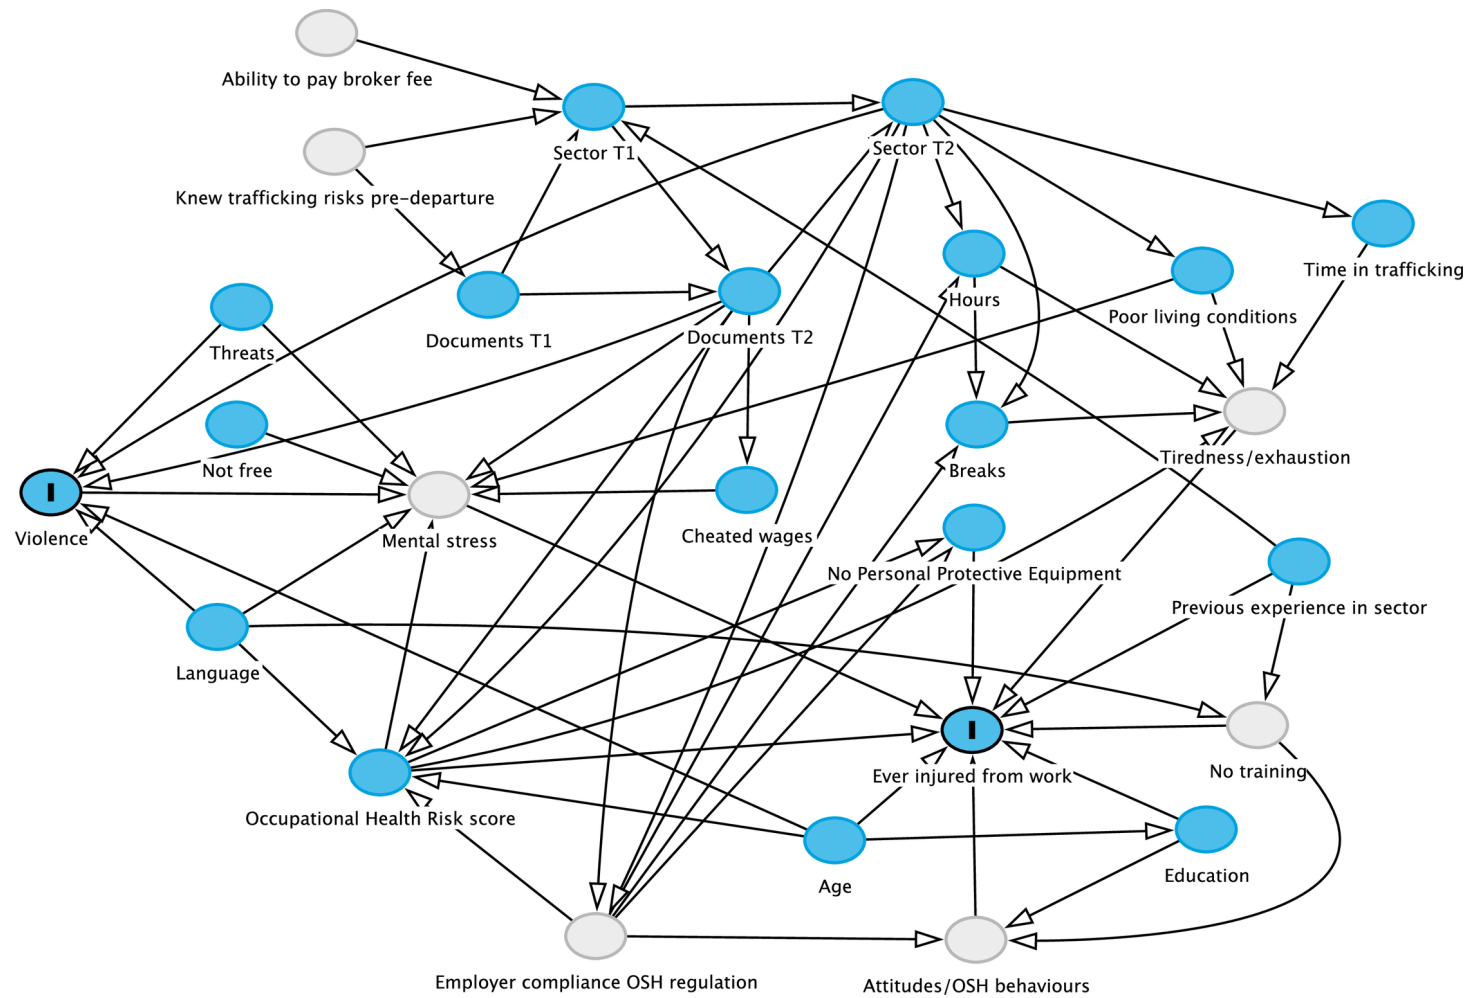 Ability to pay broker fee
Sector T1
Sector T2
Knew trafficking risks pre-departure
Time in trafficking
Hours
Poor living conditions
Documents T1
Documents T2
Threats
Not free
Breaks
Tiredness/exhaustion
I
Violence
Mental stress
Cheated wages
No Personal Protective Equipment
Previous experience in sector
Language
I
Ever injured from work
No training
Occupational Health Risk score
Age
Education
Employer compliance OSH regulation
Attitudes/OSH behaviours